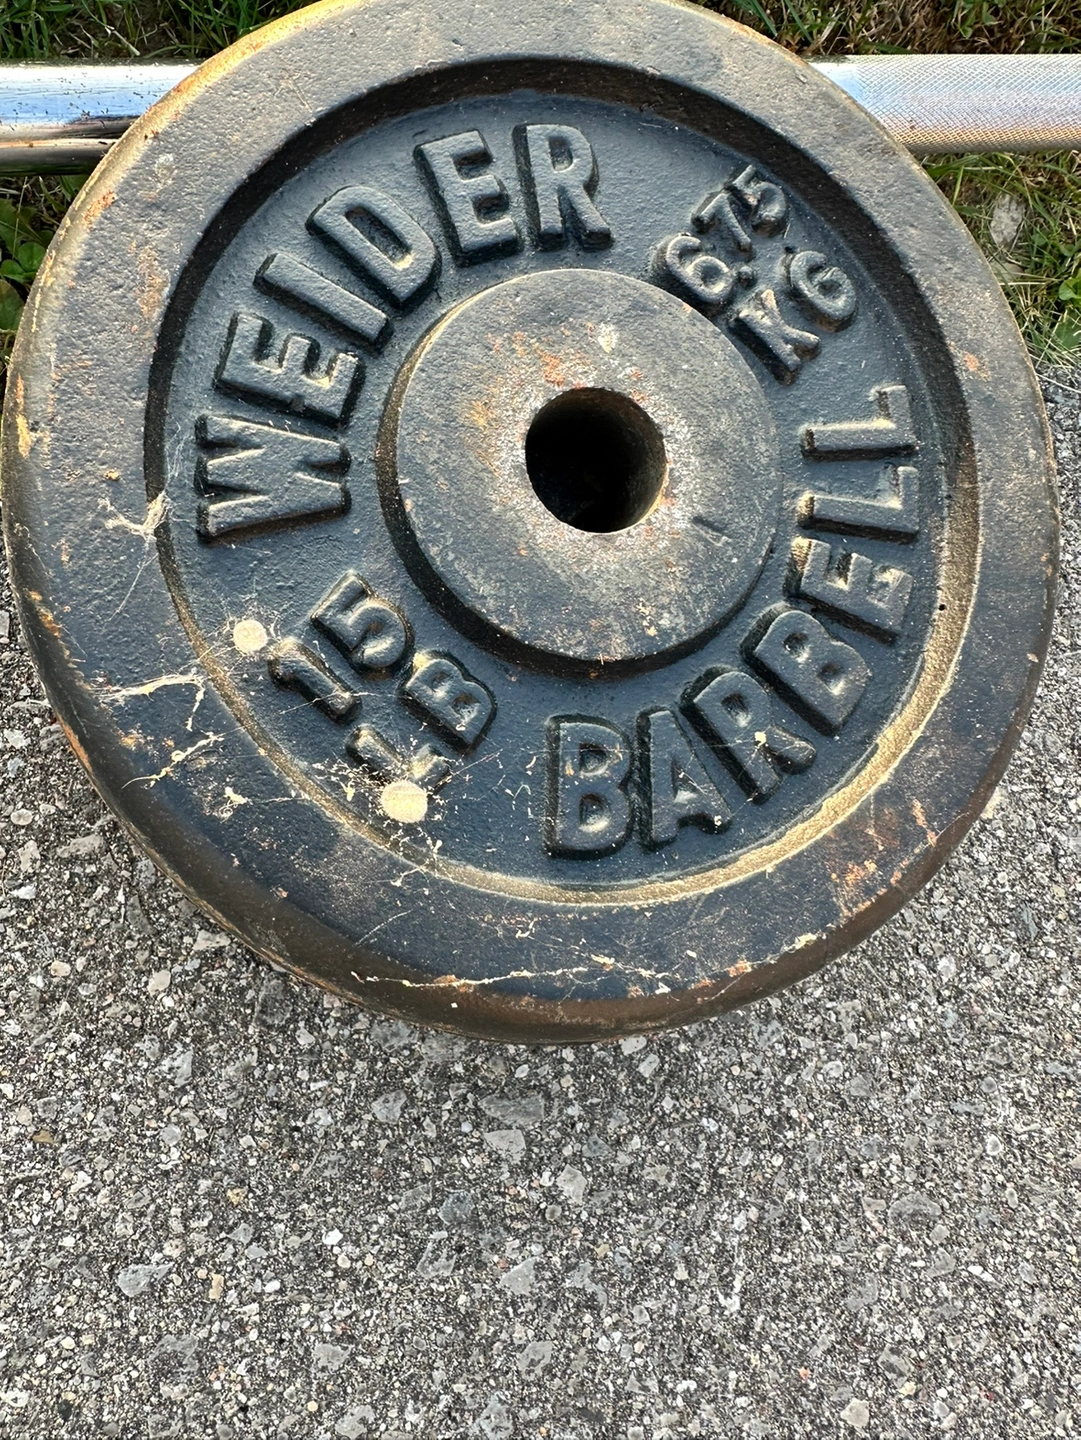 WEIDER
6.75
KG
BARBELL
15
LB